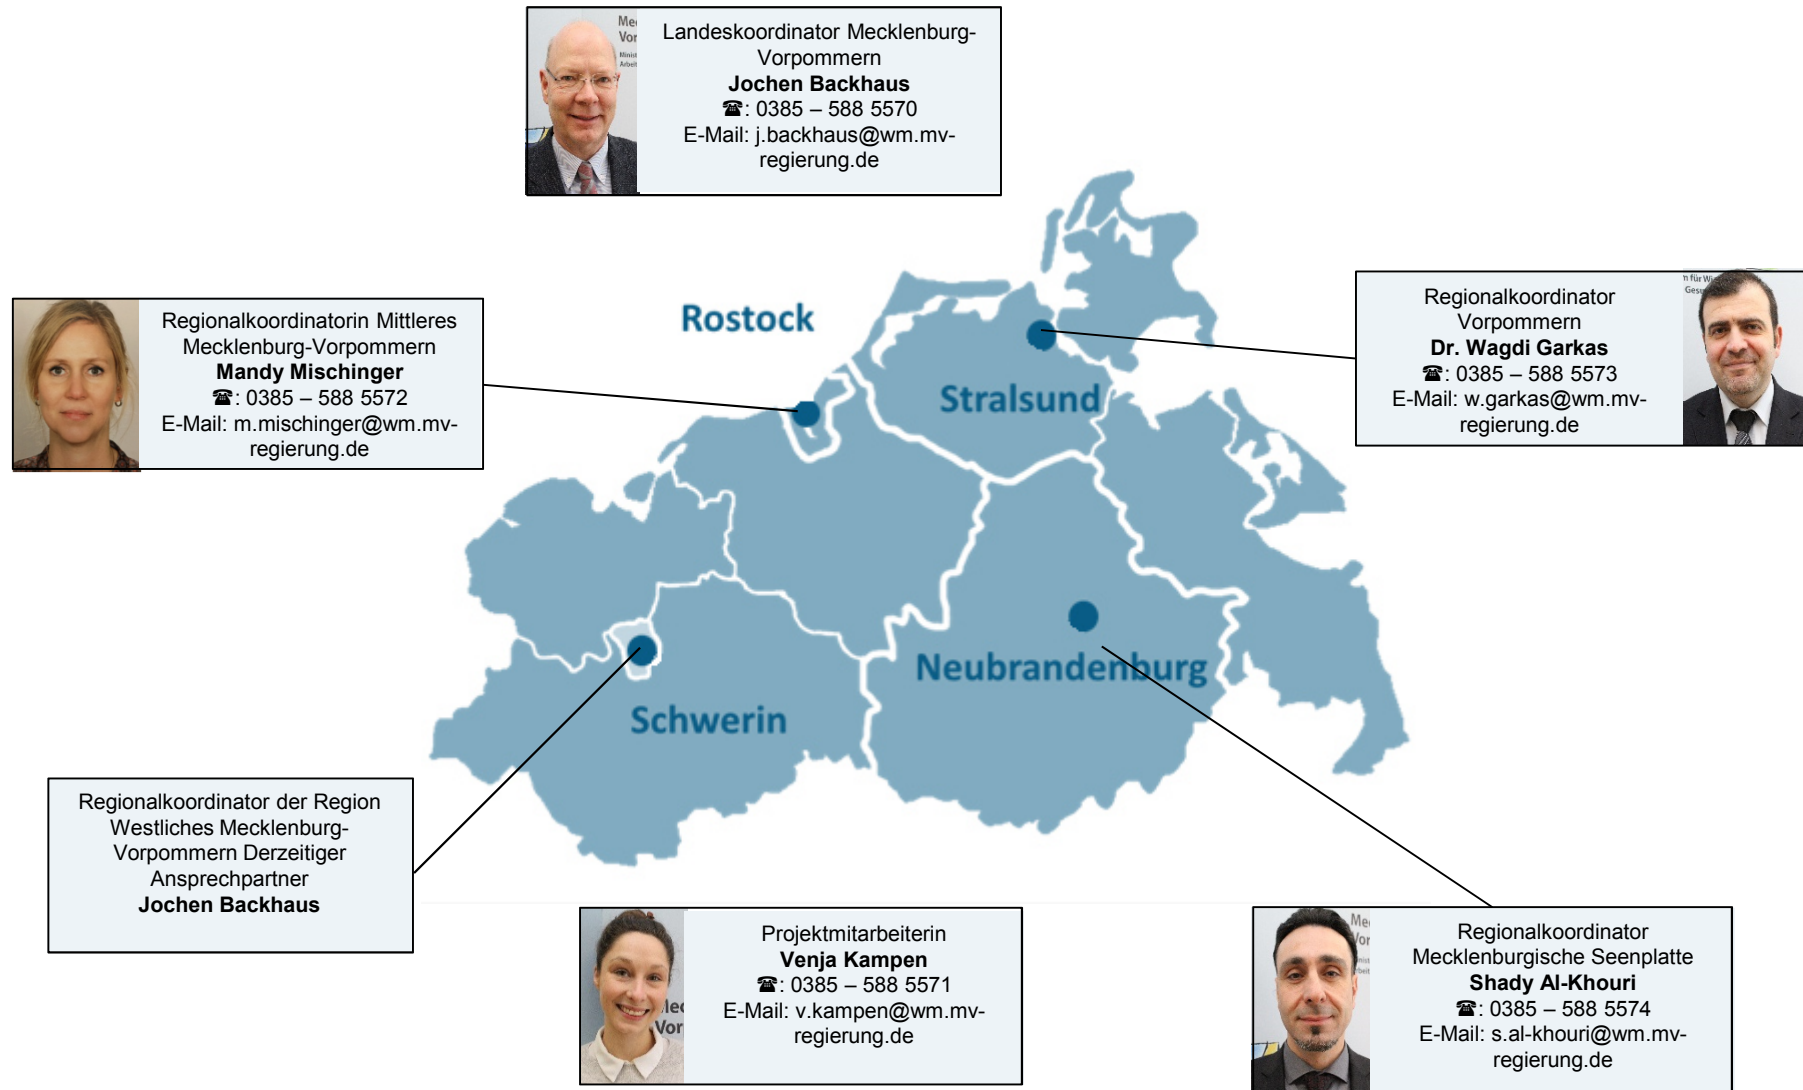 Landeskoordinator Mecklenburg-
Vorpommern
Jochen Backhaus
☎: 0385 – 588 5570
E-Mail: j.backhaus@wm.mv-
regierung.de
Regionalkoordinatorin Mittleres
Mecklenburg-Vorpommern
Mandy Mischinger
☎: 0385 – 588 5572
E-Mail: m.mischinger@wm.mv-
regierung.de
Rostock
Stralsund
Regionalkoordinator
Vorpommern
Dr. Wagdi Garkas
☎: 0385 – 588 5573
E-Mail: w.garkas@wm.mv-
regierung.de
Neubrandenburg
Schwerin
Regionalkoordinator der Region
Westliches Mecklenburg-
Vorpommern Derzeitiger
Ansprechpartner
Jochen Backhaus
Projektmitarbeiterin
Venja Kampen
☎: 0385 – 588 5571
E-Mail: v.kampen@wm.mv-
regierung.de
Regionalkoordinator
Mecklenburgische Seenplatte
Shady Al-Khouri
☎: 0385 – 588 5574
E-Mail: s.al-khouri@wm.mv-
regierung.de